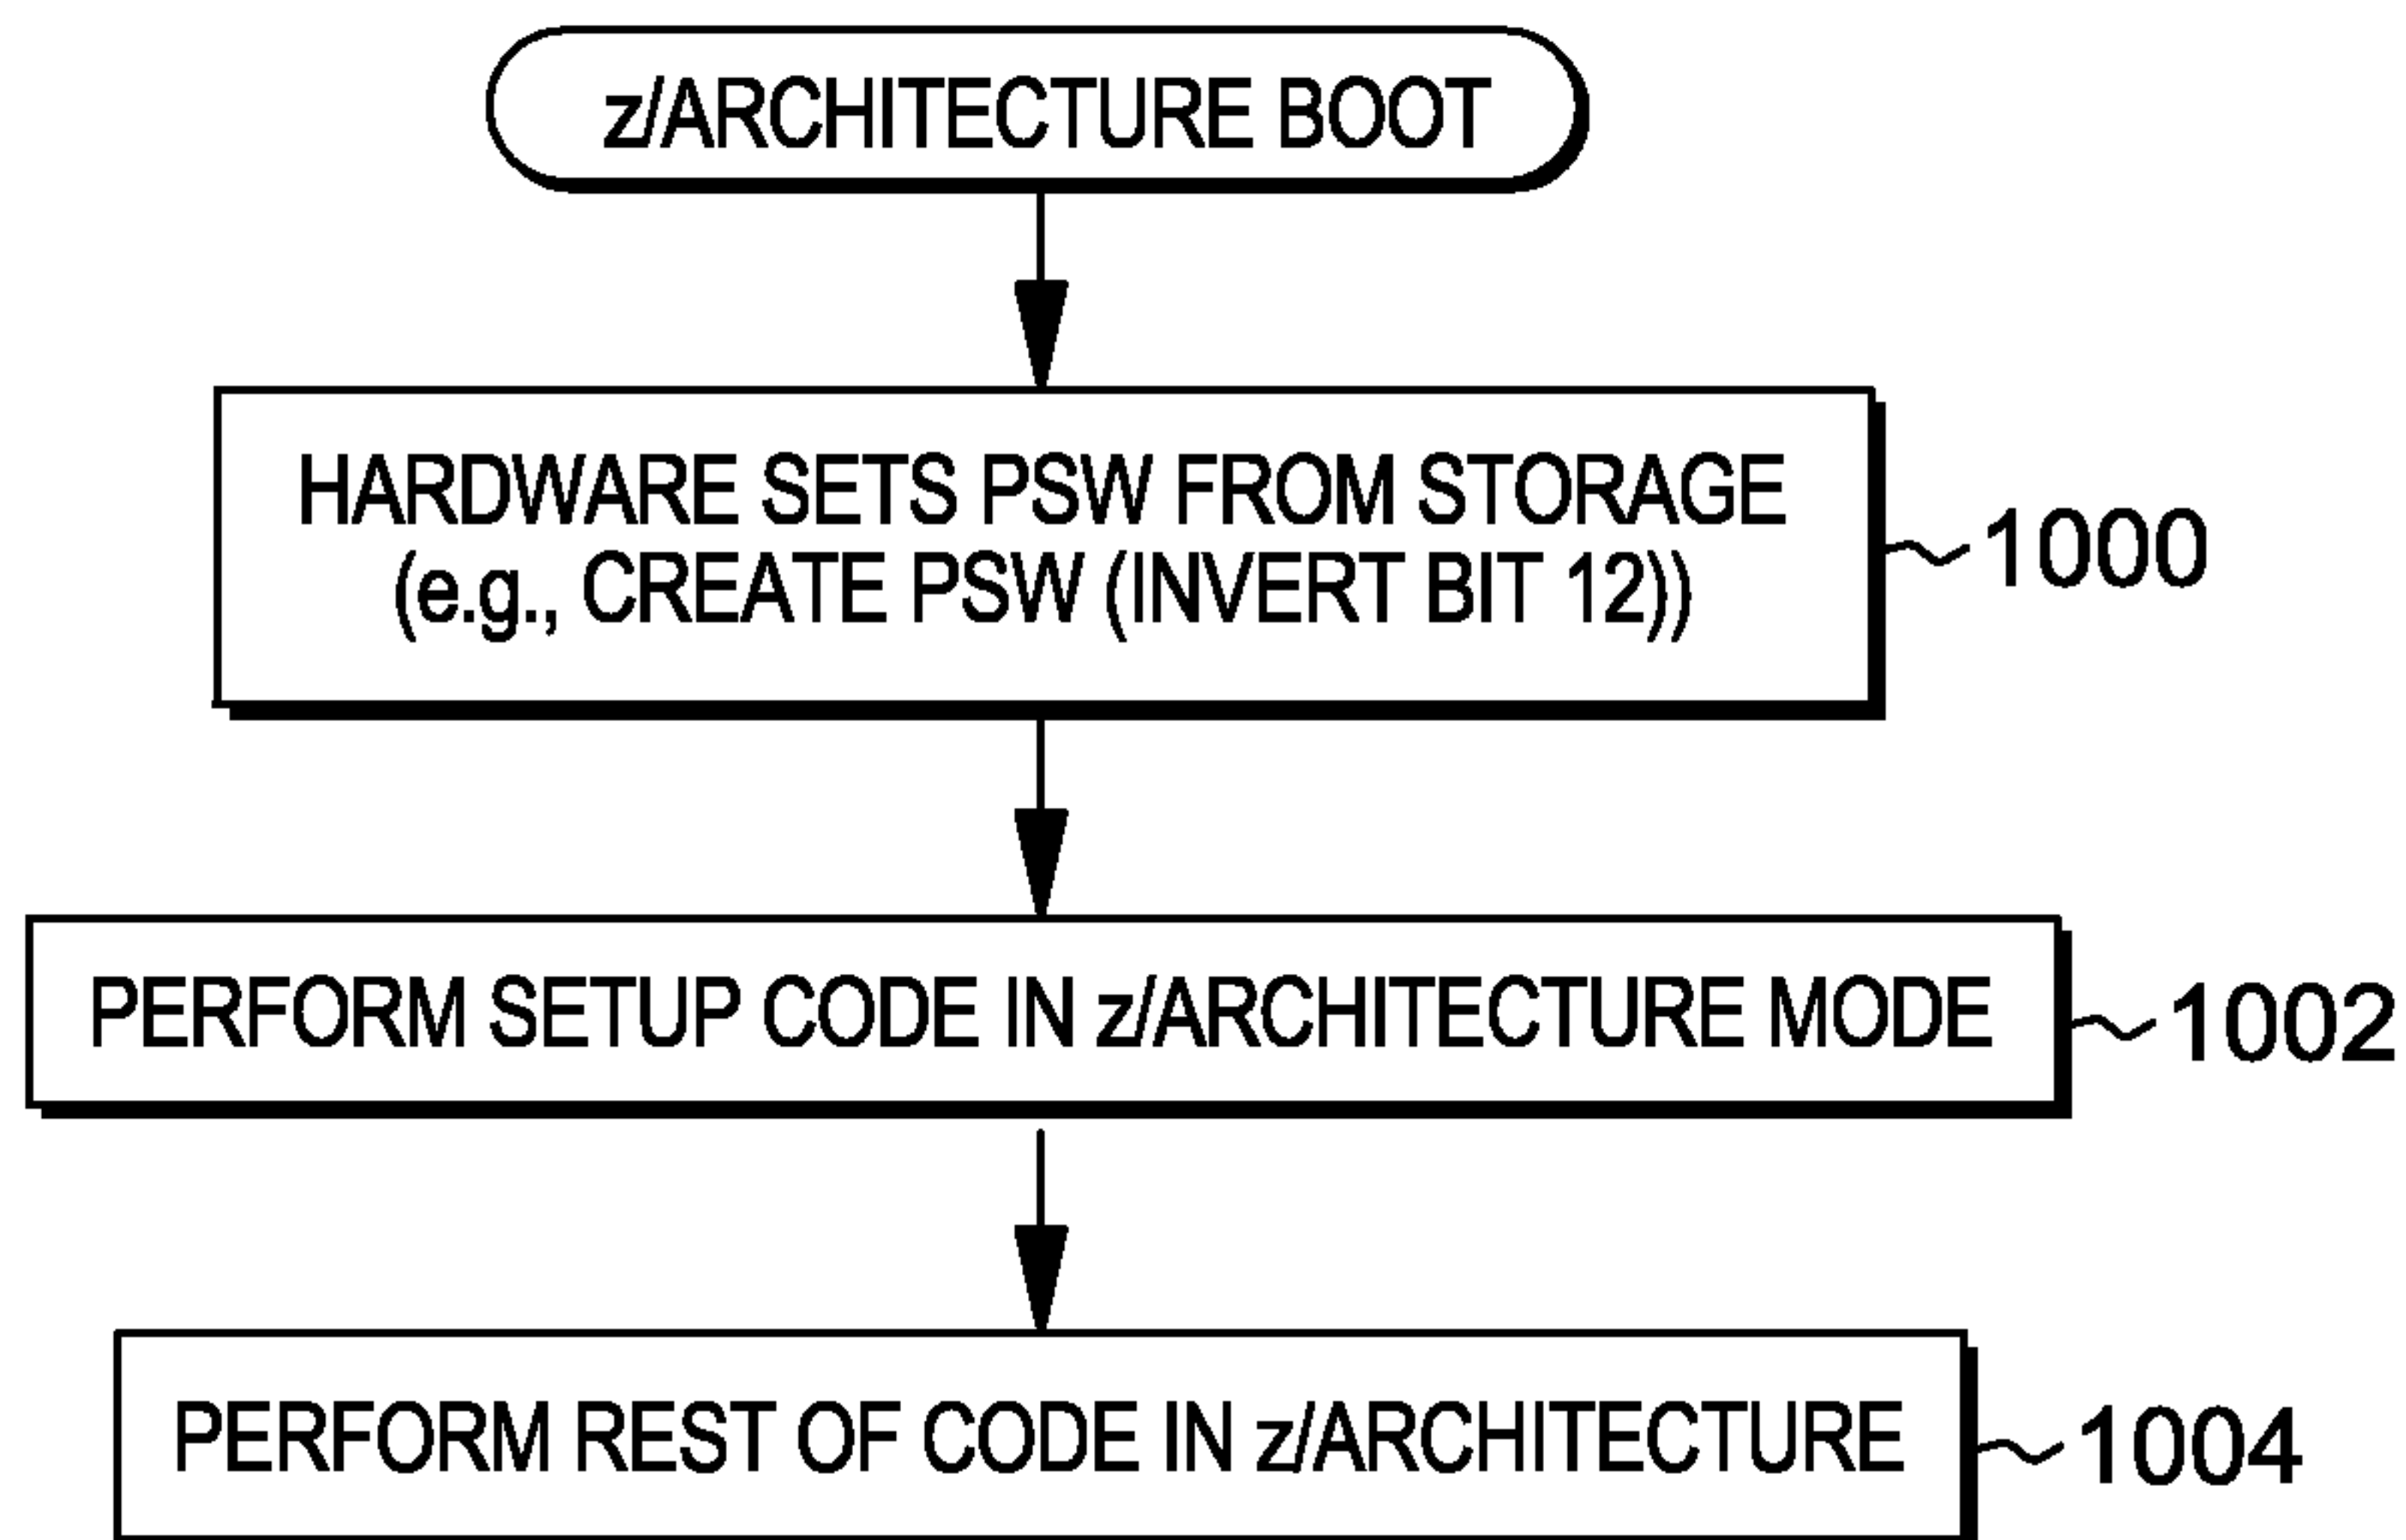 z/ARCHITECTURE BOOT
HARDWARE SETS PSW FROM STORAGE
(e.g., CREATE PSW (INVERT BIT 12))
1000
PERFORM SETUP CODE IN z/ARCHITECTURE MODE
1002
PERFORM REST OF CODE IN z/ARCHITECTURE
1004